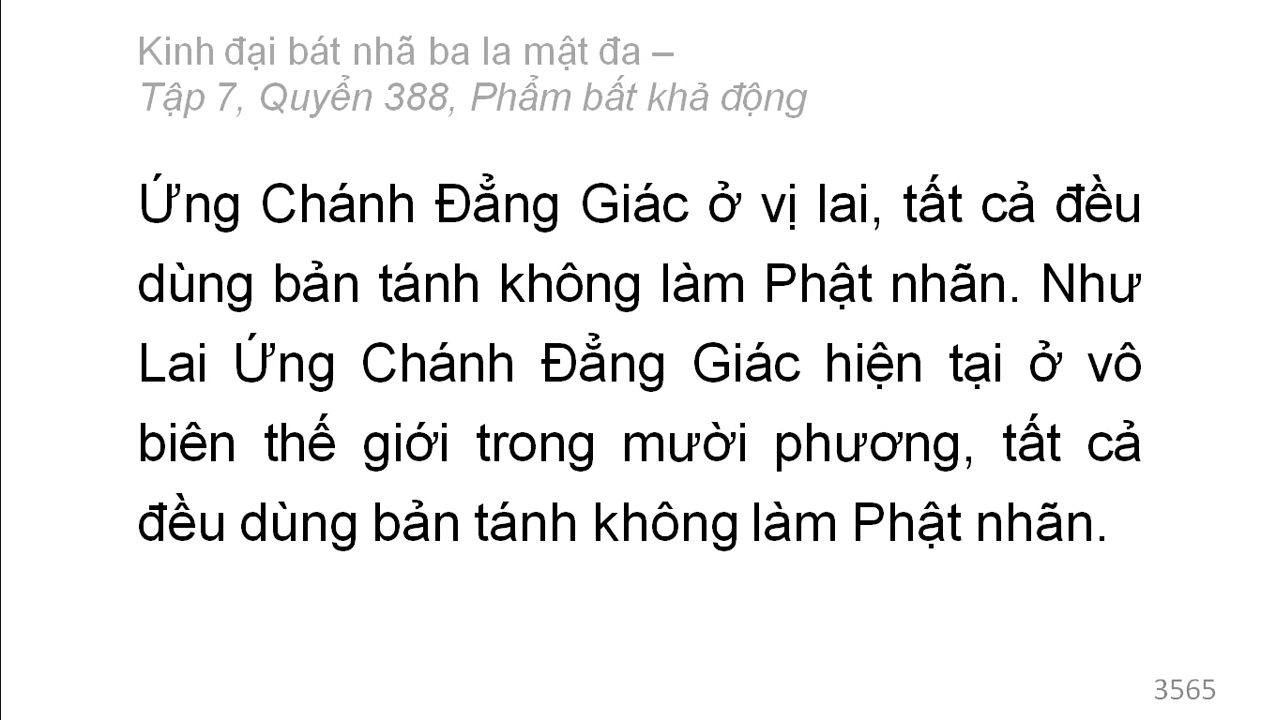 Kinh đại bát nhã ba la mật đa –
Tập 7, Quyển 388, Phẩm bất khả động
Ứng Chánh Đẳng Giác ở vị lai, tất cả đều
dùng bản tánh không làm Phật nhãn. Như
Lai Ứng Chánh Đẳng Giác hiện tại ở vô
biên thế giới trong mười phương, tất cả
đều dùng bản tánh không làm Phật nhãn.
3565